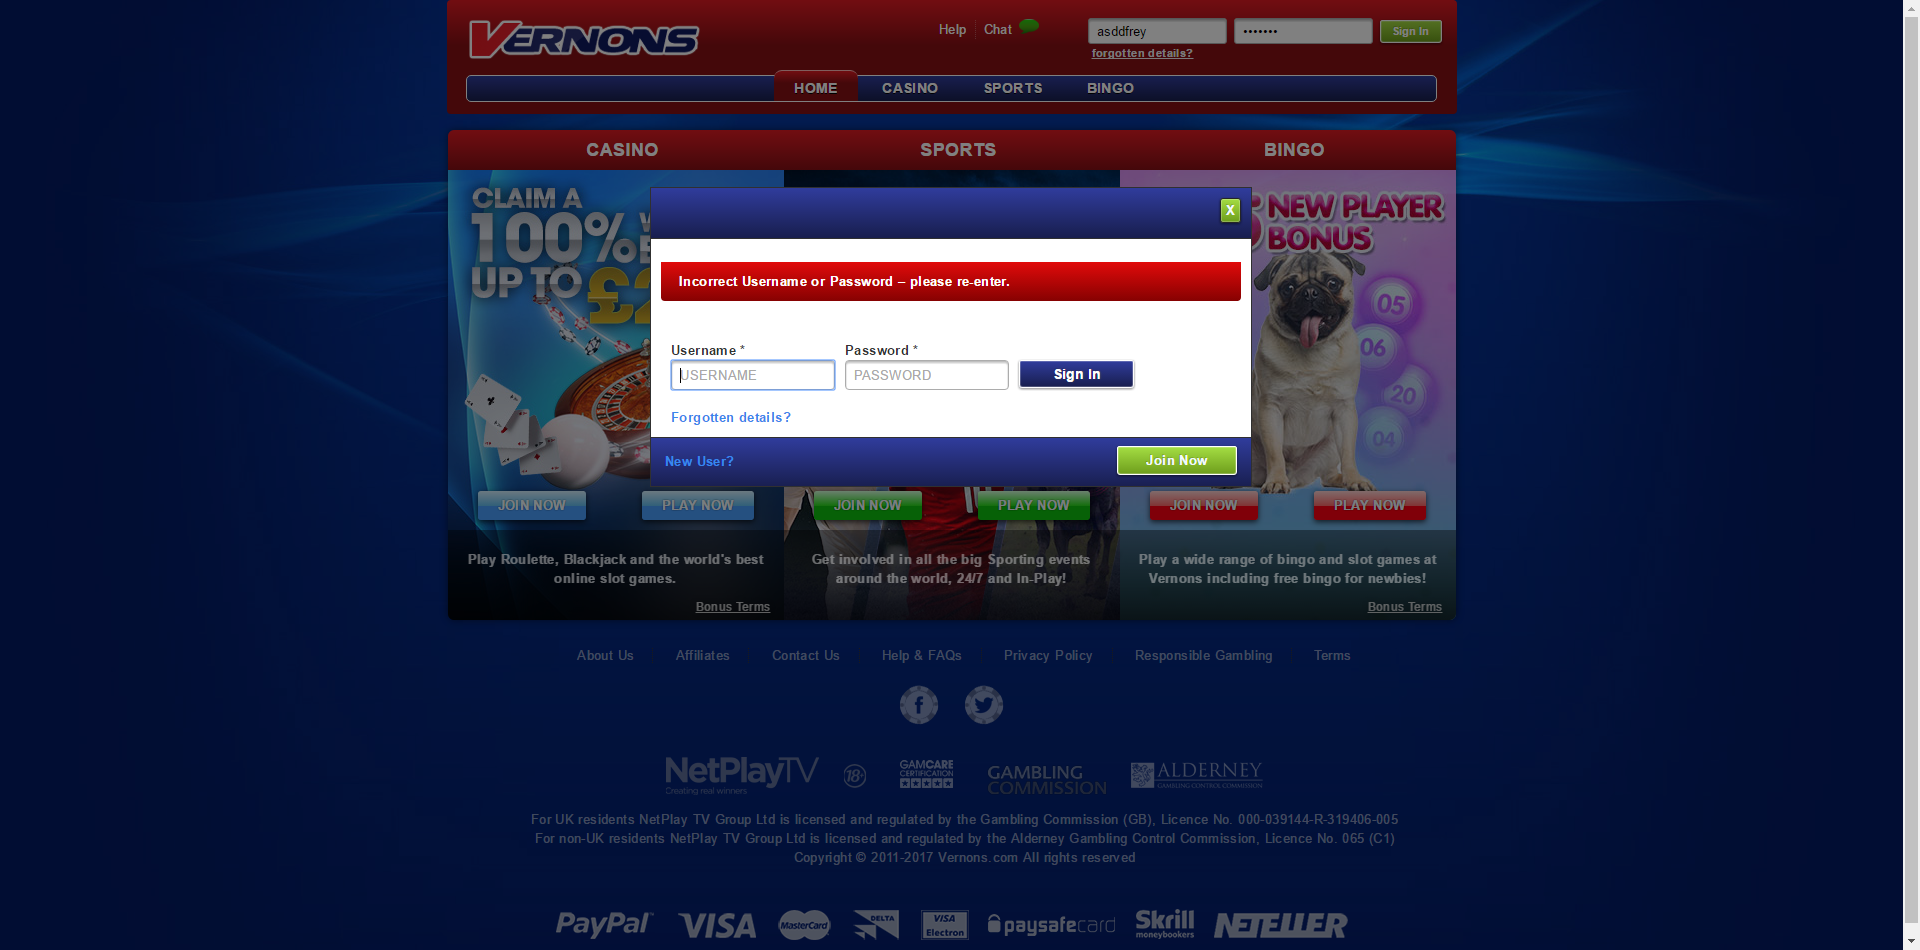 VERNONS
Help
Chat
asddfrey
•••••••
Sign In
forgotten details?
HOME
CASINO
SPORTS
BINGO
CASINO
SPORTS
BINGO
CLAIM A
100%
UP TO £2
NEW PLAYER
BONUS
05
06
20
04
X
Incorrect Username or Password – please re-enter.
Username *
Password *
USERNAME
PASSWORD
Sign In
Forgotten details?
New User?
Join Now
JOIN NOW
PLAY NOW
JOIN NOW
PLAY NOW
JOIN NOW
PLAY NOW
Play Roulette, Blackjack and the world's best
online slot games.
Bonus Terms
Get involved in all the big Sporting events
around the world, 24/7 and In-Play!
Play a wide range of bingo and slot games at
Vernons including free bingo for newbies!
Bonus Terms
About Us
Affiliates
Contact Us
Help & FAQs
Privacy Policy
Responsible Gambling
Terms
NetPlayTV
Creating real winners
18+
GAMCARE
CERTIFICATION
GAMBLING
COMMISSION
ALDERNEY
GAMBLING CONTROL COMMISSION
For UK residents NetPlay TV Group Ltd is licensed and regulated by the Gambling Commission (GB), Licence No. 000-039144-R-319406-005
For non-UK residents NetPlay TV Group Ltd is licensed and regulated by the Alderney Gambling Control Commission, Licence No. 065 (C1)
Copyright © 2011-2017 Vernons.com All rights reserved
PayPal
VISA
MasterCard
DELTA
VISA
Electron
paysafecard
Skrill
moneybookers
NETELLER